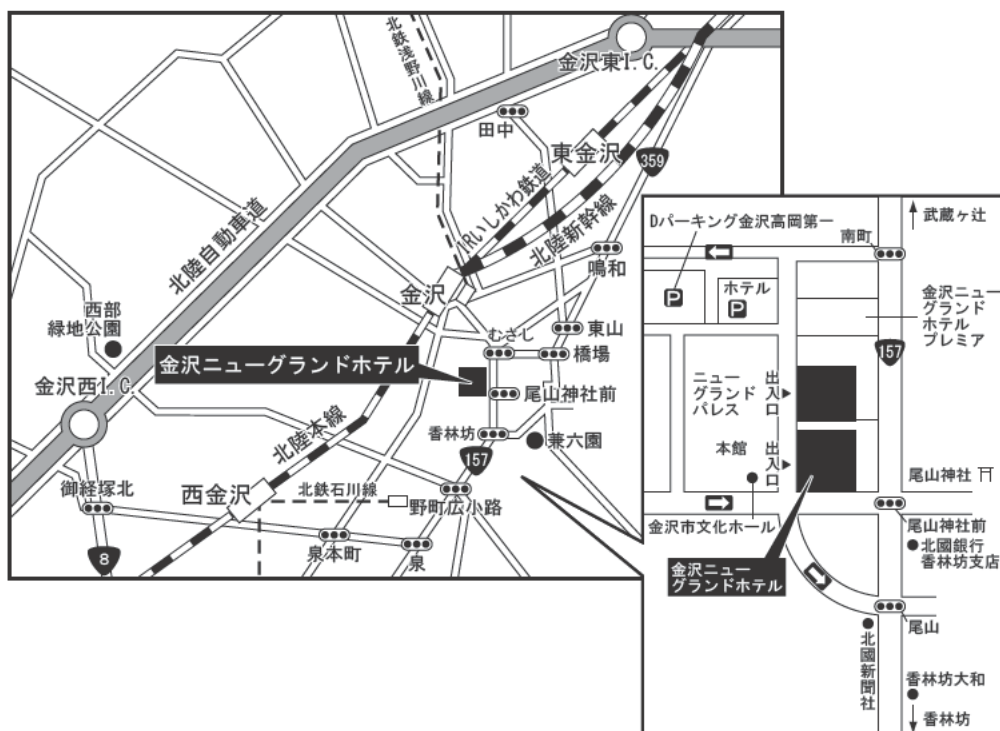 北鉄浅野川線
金沢東I.C.
田中
東金沢
359
IRいしかわ鉄道
北陸新幹線
鳴和
北陸自動車道
金沢
西部
緑地公園
むさし
東山
橋場
金沢ニューグランドホテル
尾山神社前
金沢西I.C.
香林坊
兼六園
北陸本線
157
西金沢
北鉄石川線
野町広小路
御経塚北
泉本町
泉
8
武蔵ヶ辻
Dパーキング金沢高岡第一
南町
P
ホテル
P
金沢ニュー
グランド
ホテル
プレミア
157
ニュー
グランド
パレス
出入口
本館
出入口
尾山神社
金沢市文化ホール
尾山神社前
北國銀行
香林坊支店
金沢ニュー
グランドホテル
尾山
北國新聞社
香林坊大和
香林坊